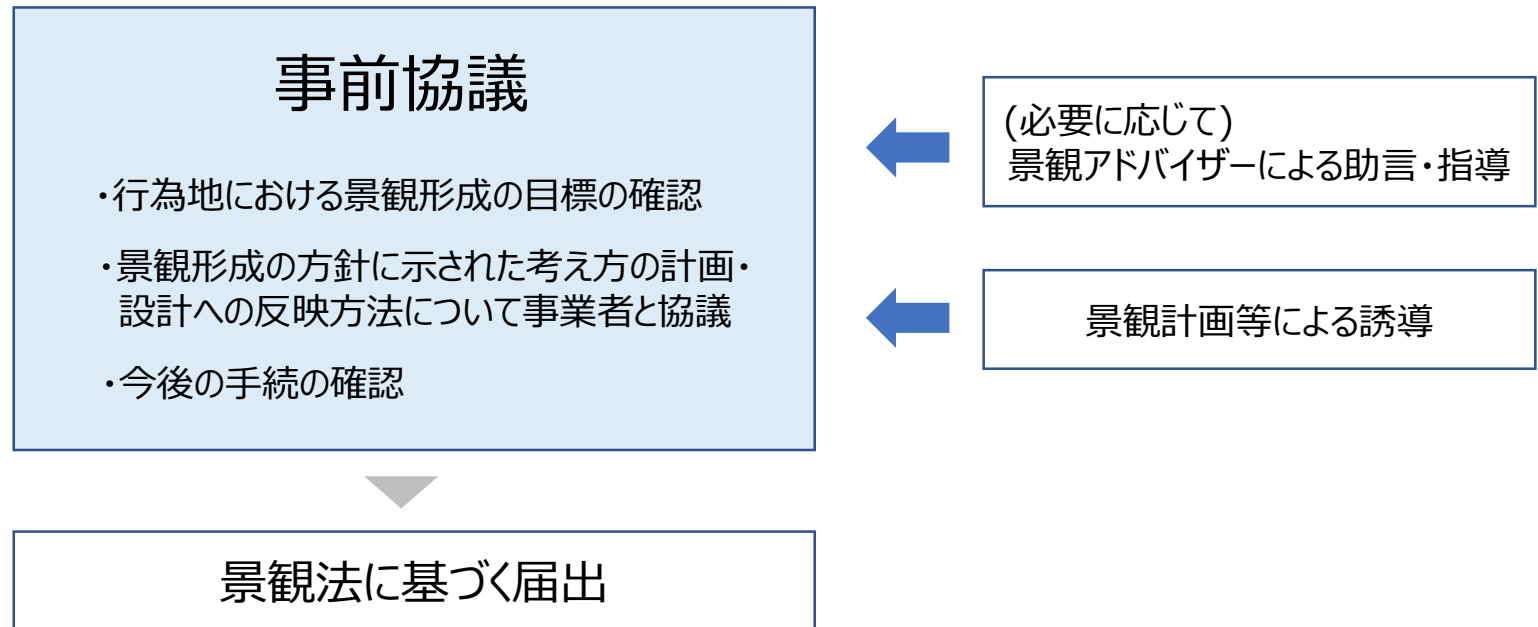 事前協議
・行為地における景観形成の目標の確認
・景観形成の方針に示された考え方の計画・
設計への反映方法について事業者と協議
・今後の手続の確認
(必要に応じて)
景観アドバイザーによる助言・指導
景観計画等による誘導
景観法に基づく届出